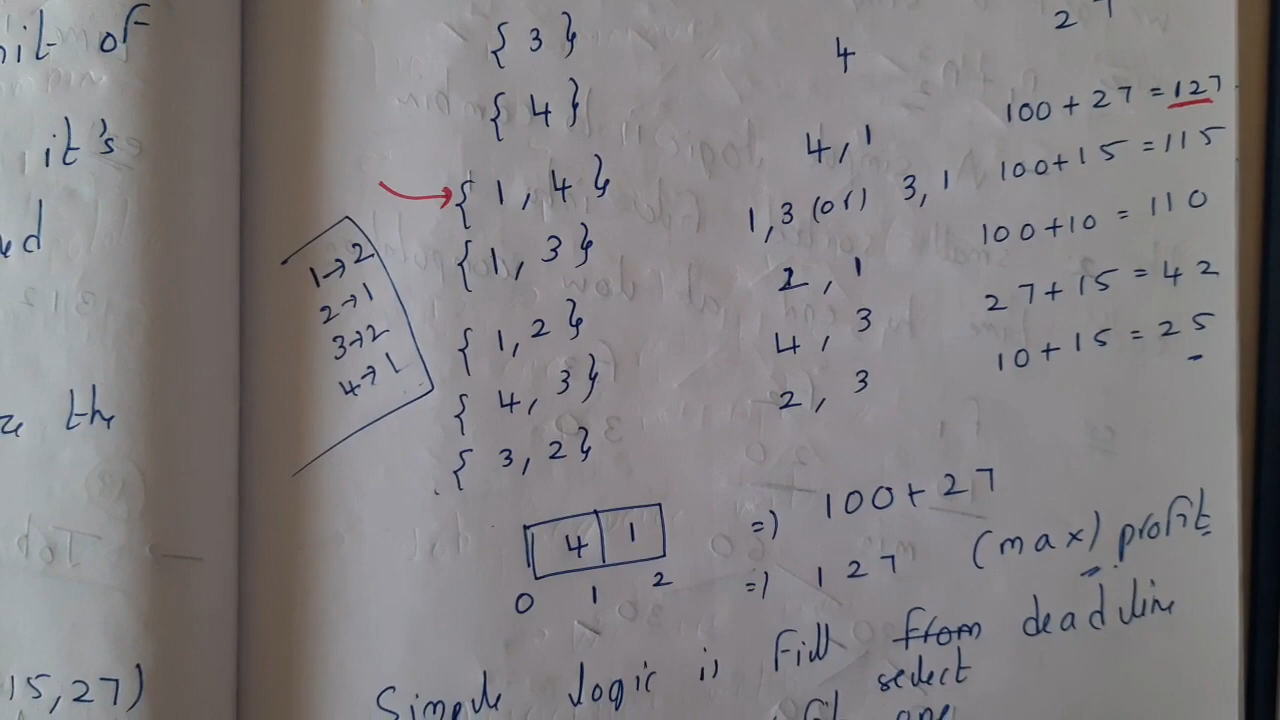 it's
the
15,27)
1→2
2→1
3→2
4→1
{ 3 } 4 27
{ 4 } 4, 1 100 + 27 = 127
{ 1, 4 } 1, 3 (or) 3, 1 100+15 = 115
{ 1, 3 } 2, 1 100+10 = 110
{ 1, 2 } 4, 3 27+15 = 42
{ 4, 3 } 2, 3 10+15 = 25
{ 3, 2 }
4 1 => 100+27
0 1 2 => 127 (max) profit
Simple logic is Fill from deadline
select
one